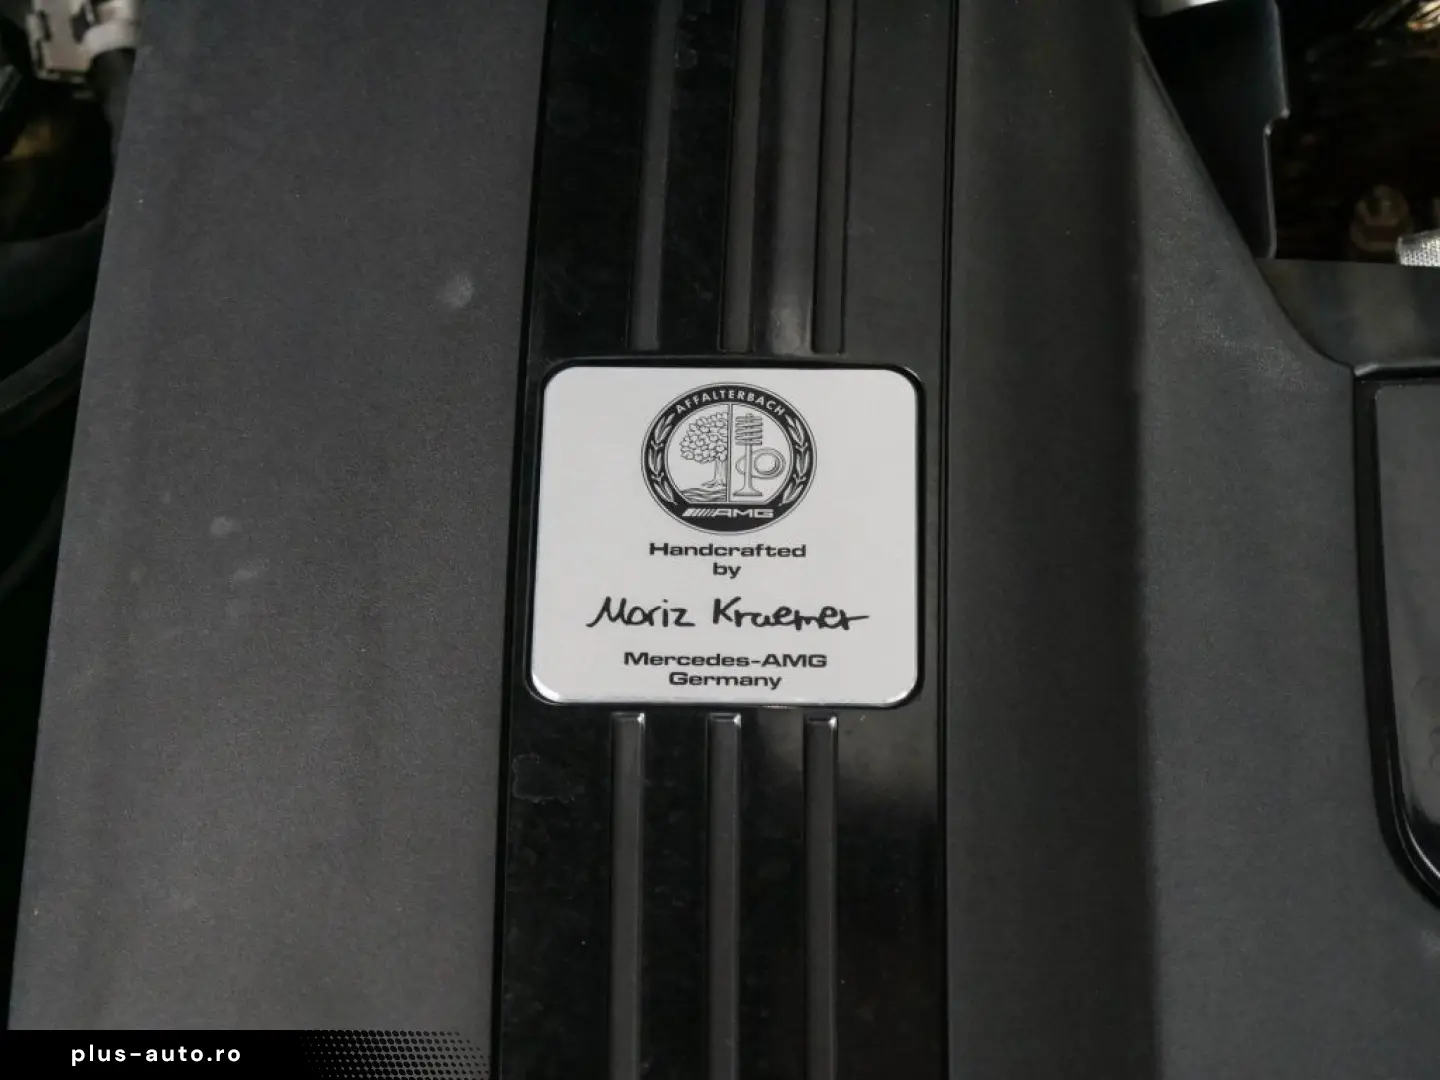 AFFALTERBACH
AMG
Handcrafted
by
Moriz Kraemer
Mercedes-AMG
Germany
plus-auto.ro